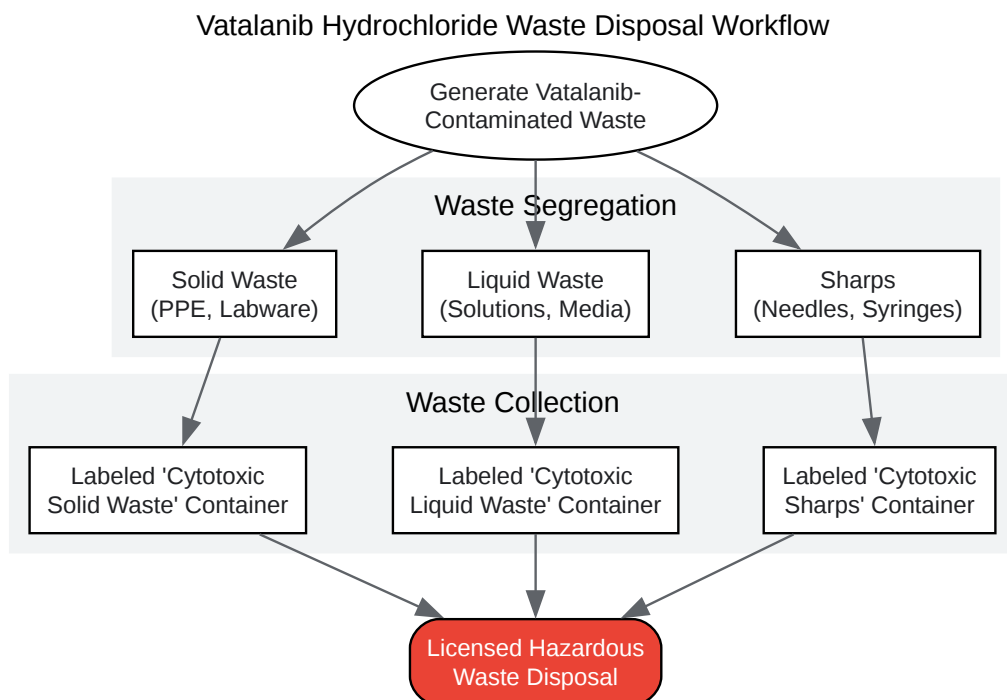 Vatalanib Hydrochloride Waste Disposal Workflow
Generate Vatalanib-
Contaminated Waste
Waste Segregation
Solid Waste
(PPE, Labware)
Liquid Waste
(Solutions, Media)
Sharps
(Needles, Syringes)
Waste Collection
Labeled 'Cytotoxic
Solid Waste' Container
Labeled 'Cytotoxic
Liquid Waste' Container
Labeled 'Cytotoxic
Sharps' Container
Licensed Hazardous
Waste Disposal